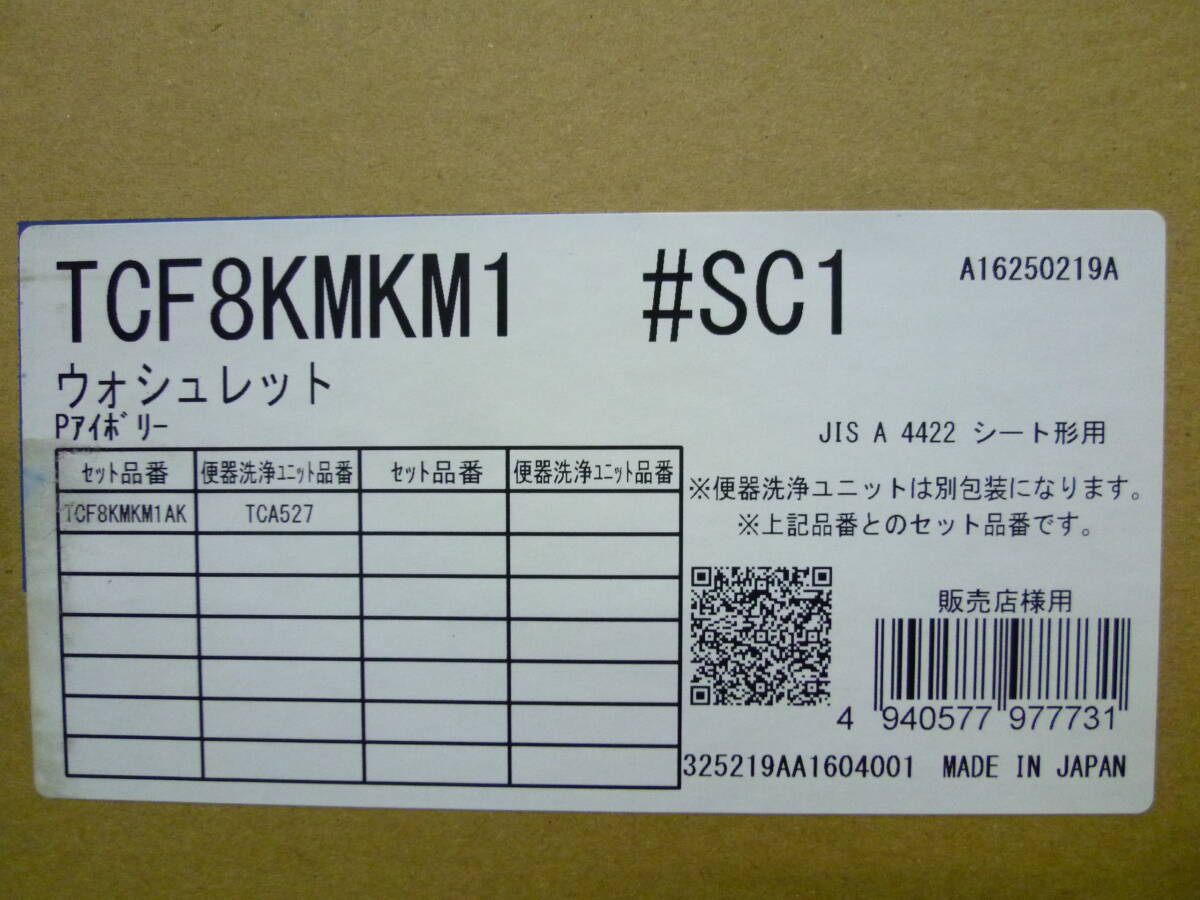 TCF8KMKM1 #SC1 A16250219A
ウォシュレット
Pｱｲﾎﾞﾘｰ
JIS A 4422 シート形用
セット品番 便器洗浄ﾕﾆｯﾄ品番 セット品番 便器洗浄ﾕﾆｯﾄ品番
TCF8KMKM1AK TCA527
※便器洗浄ユニットは別包装になります。
※上記品番とのセット品番です。
販売店様用
4 940577 977731
325219AA1604001 MADE IN JAPAN